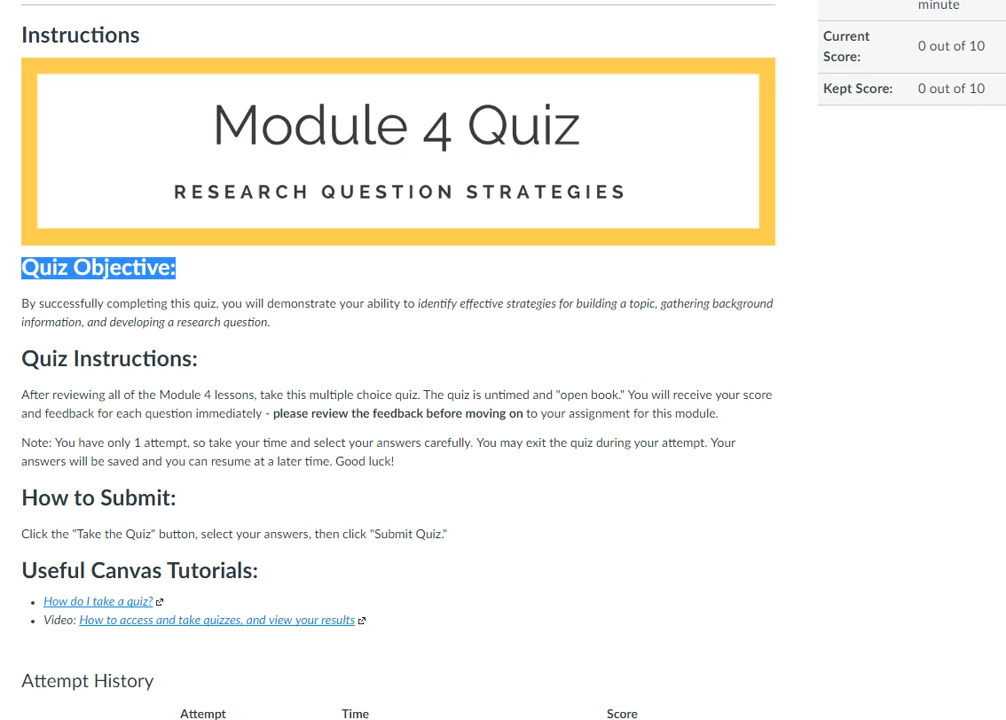 minute
Instructions
Current
Score:
0 out of 10
Kept Score:
0 out of 10
Module 4 Quiz
RESEARCH QUESTION STRATEGIES
Quiz Objective:
By successfully completing this quiz, you will demonstrate your ability to identify effective strategies for building a topic, gathering background
information, and developing a research question.
Quiz Instructions:
After reviewing all of the Module 4 lessons, take this multiple choice quiz. The quiz is untimed and "open book." You will receive your score
and feedback for each question immediately - please review the feedback before moving on to your assignment for this module.
Note: You have only 1 attempt, so take your time and select your answers carefully. You may exit the quiz during your attempt. Your
answers will be saved and you can resume at a later time. Good luck!
How to Submit:
Click the "Take the Quiz" button, select your answers, then click "Submit Quiz."
Useful Canvas Tutorials:
How do I take a quiz?
Video: How to access and take quizzes, and view your results
Attempt History
Attempt Time Score